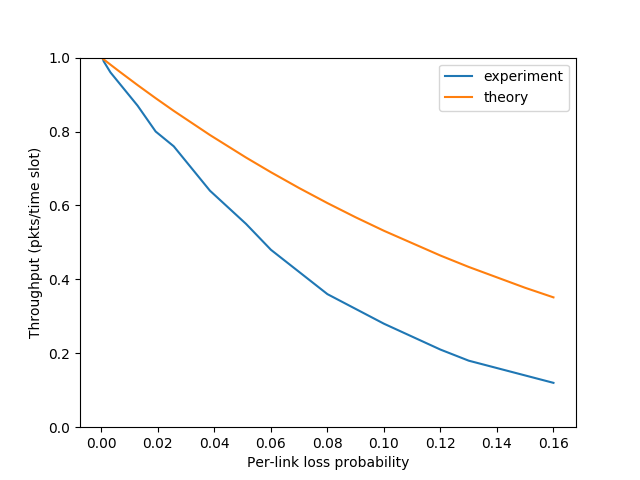 1.0
0.8
0.6
0.4
0.2
0.0
Throughput (pkts/time slot)
experiment
theory
0.00 0.02 0.04 0.06 0.08 0.10 0.12 0.14 0.16
Per-link loss probability